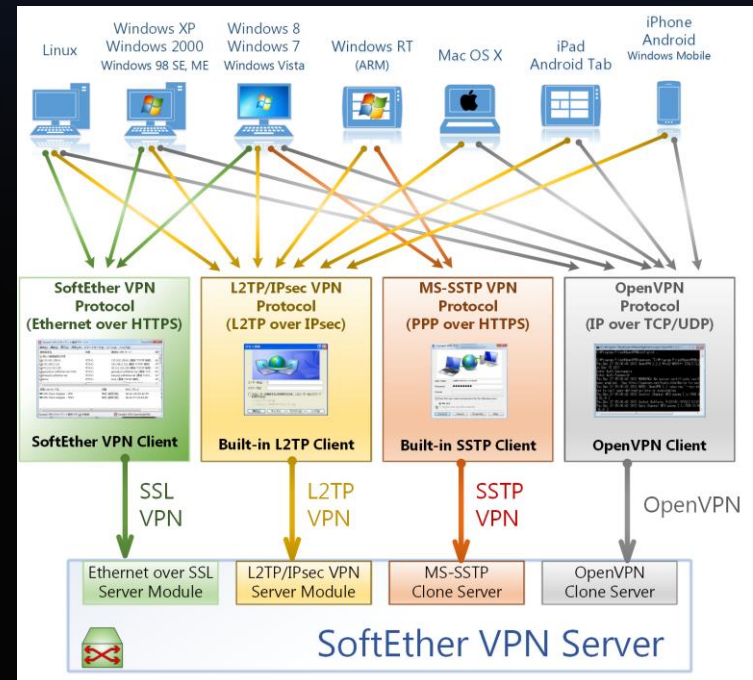 Linux
Windows XP
Windows 2000
Windows 98 SE, ME
Windows 8
Windows 7
Windows Vista
Windows RT
(ARM)
Mac OS X
iPad
Android Tab
iPhone
Android
Windows Mobile
SoftEther VPN
Protocol
(Ethernet over HTTPS)
SoftEther VPN Client
L2TP/IPsec VPN
Protocol
(L2TP over IPsec)
Built-in L2TP Client
MS-SSTP VPN
Protocol
(PPP over HTTPS)
Built-in SSTP Client
OpenVPN
Protocol
(IP over TCP/UDP)
OpenVPN Client
SSL
VPN
L2TP
VPN
SSTP
VPN
OpenVPN
Ethernet over SSL
Server Module
L2TP/IPsec VPN
Server Module
MS-SSTP
Clone Server
OpenVPN
Clone Server
SoftEther VPN Server